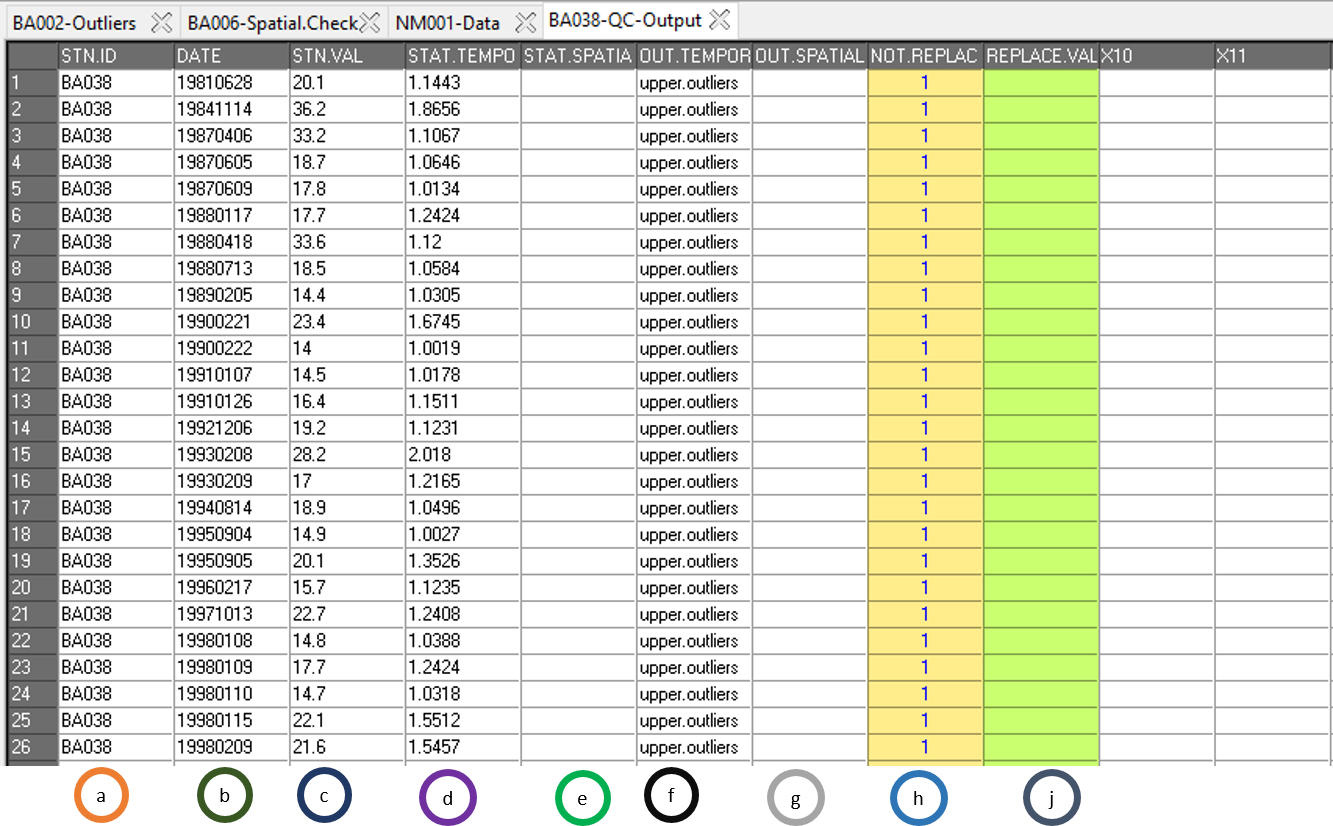 BA002-Outliers BA006-Spatial.Check NM001-Data BA038-QC-Output
STN.ID DATE STN.VAL STAT.TEMPO STAT.SPATIA OUT.TEMPOR OUT.SPATIAL NOT.REPLAC REPLACE.VAL X10 X11
1 BA038 19810628 20.1 1.1443 upper.outliers 1
2 BA038 19841114 36.2 1.8656 upper.outliers 1
3 BA038 19870406 33.2 1.1067 upper.outliers 1
4 BA038 19870605 18.7 1.0646 upper.outliers 1
5 BA038 19870609 17.8 1.0134 upper.outliers 1
6 BA038 19880117 17.7 1.2424 upper.outliers 1
7 BA038 19880418 33.6 1.12 upper.outliers 1
8 BA038 19880713 18.5 1.0584 upper.outliers 1
9 BA038 19890205 14.4 1.0305 upper.outliers 1
10 BA038 19900221 23.4 1.6745 upper.outliers 1
11 BA038 19900222 14 1.0019 upper.outliers 1
12 BA038 19910107 14.5 1.0178 upper.outliers 1
13 BA038 19910126 16.4 1.1511 upper.outliers 1
14 BA038 19921206 19.2 1.1231 upper.outliers 1
15 BA038 19930208 28.2 2.018 upper.outliers 1
16 BA038 19930209 17 1.2165 upper.outliers 1
17 BA038 19940814 18.9 1.0496 upper.outliers 1
18 BA038 19950904 14.9 1.0027 upper.outliers 1
19 BA038 19950905 20.1 1.3526 upper.outliers 1
20 BA038 19960217 15.7 1.1235 upper.outliers 1
21 BA038 19971013 22.7 1.2408 upper.outliers 1
22 BA038 19980108 14.8 1.0388 upper.outliers 1
23 BA038 19980109 17.7 1.2424 upper.outliers 1
24 BA038 19980110 14.7 1.0318 upper.outliers 1
25 BA038 19980115 22.1 1.5512 upper.outliers 1
26 BA038 19980209 21.6 1.5457 upper.outliers 1
a b c d e f g h j